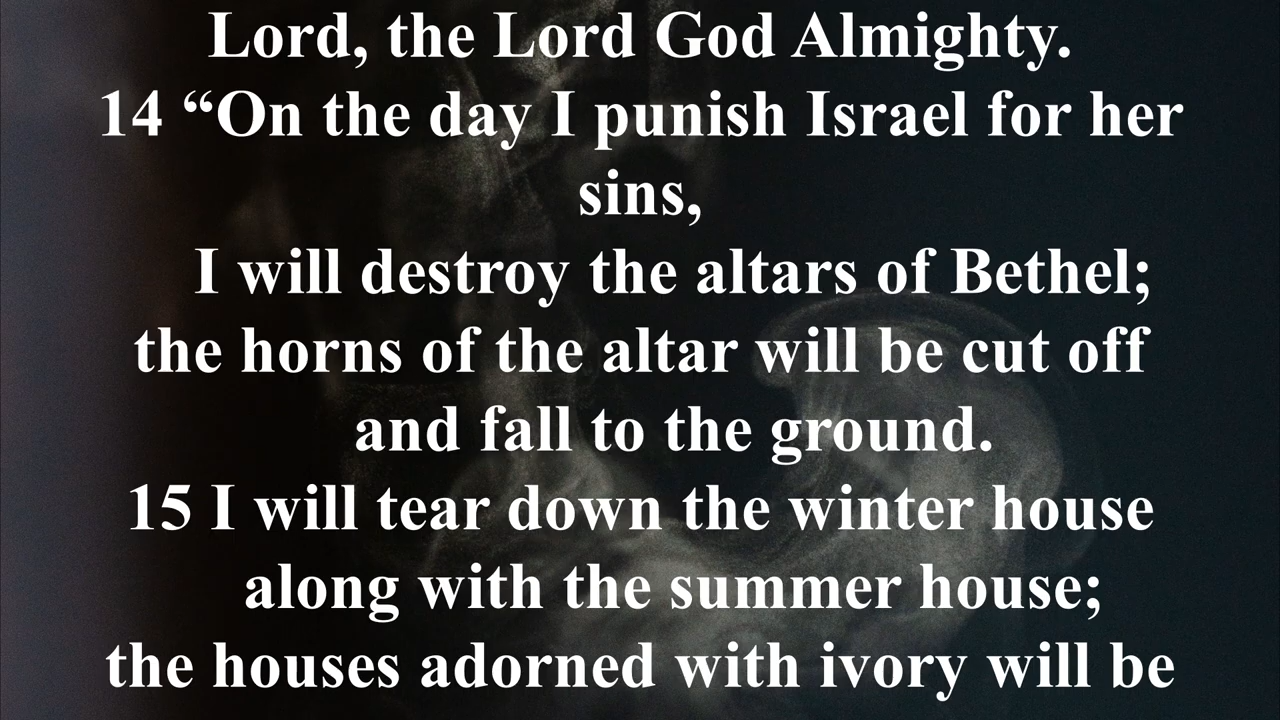 Lord, the Lord God Almighty.
14 “On the day I punish Israel for her
sins,
I will destroy the altars of Bethel;
the horns of the altar will be cut off
and fall to the ground.
15 I will tear down the winter house
along with the summer house;
the houses adorned with ivory will be